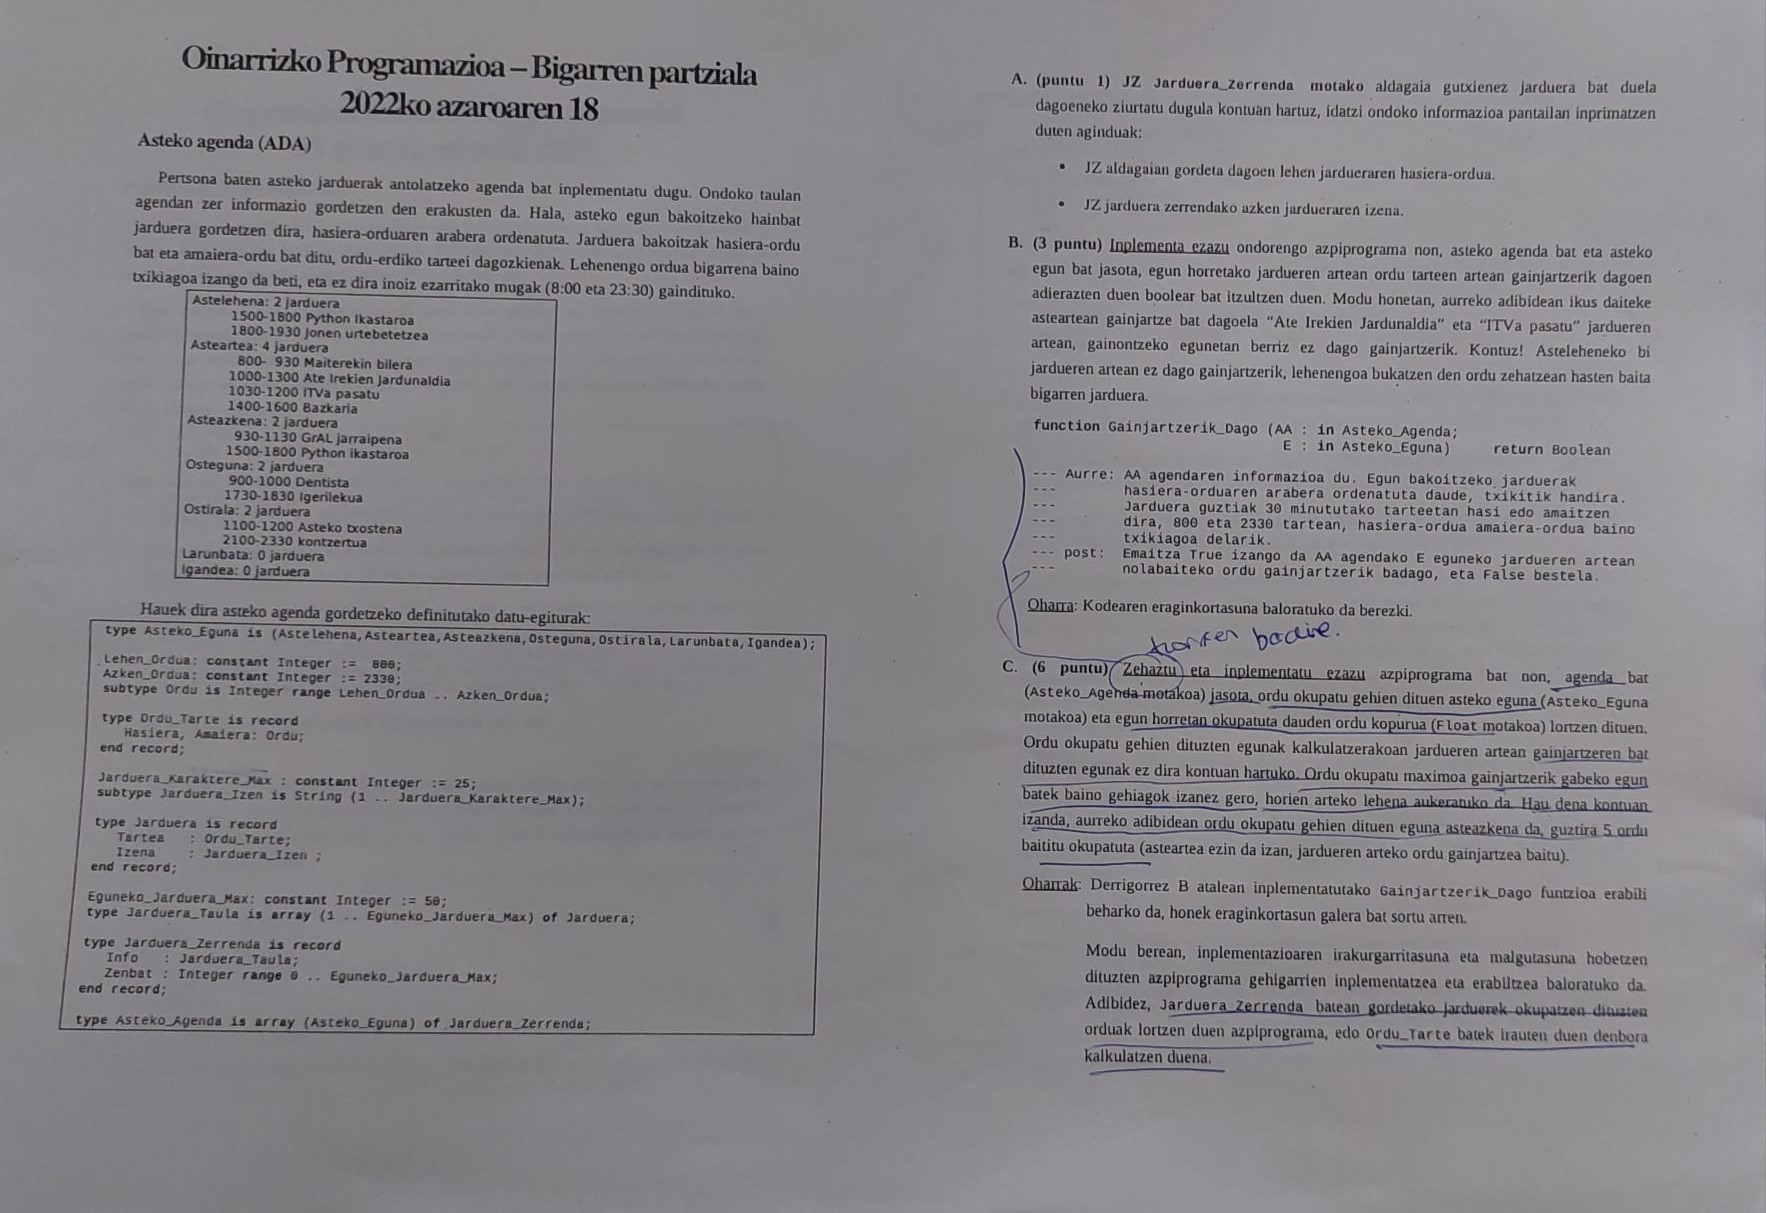 Oinarrizko Programazioa – Bigarren partziala
2022ko azaroaren 18
Asteko agenda (ADA)
Pertsona baten asteko jarduerak antolatzeko agenda bat inplementatu dugu. Ondoko taulan
agendan zer informazio gordetzen den erakusten da. Hala, asteko egun bakoitzeko hainbat
jarduera gordetzen dira, hasiera-orduaren arabera ordenatuta. Jarduera bakoitzak hasiera-ordu
bat eta amaiera-ordu bat ditu, ordu-erdiko tarteei dagozkienak. Lehenengo ordua bigarrena baino
txikiagoa izango da beti, eta ez dira inoiz ezarritako mugak (8:00 eta 23:30) gaindituko.
Astelehena: 2 jarduera
1500-1800 Python Ikastaroa
1800-1930 Jonen urtebetetzea
Asteartea: 4 jarduera
800- 930 Maiterekin bilera
1000-1300 Ate Irekien Jardunaldia
1030-1200 ITVa pasatu
1400-1600 Bazkaria
Asteazkena: 2 jarduera
930-1130 GrAL jarraipena
1500-1800 Python ikastaroa
Osteguna: 2 jarduera
900-1000 Dentista
1730-1830 Igerilekua
Ostirala: 2 jarduera
1100-1200 Asteko txostena
2100-2330 kontzertua
Larunbata: 0 jarduera
Igandea: 0 jarduera
Hauek dira asteko agenda gordetzeko definitutako datu-egiturak:
type Asteko_Eguna is (Astelehena,Asteartea,Asteazkena,Osteguna,Ostirala,Larunbata,Igandea);
Lehen_Ordua: constant Integer := 800;
Azken_Ordua: constant Integer := 2330;
subtype Ordu is Integer range Lehen_Ordua .. Azken_Ordua;
type Ordu_Tarte is record
Hasiera, Amaiera: Ordu;
end record;
Jarduera_Karaktere_Max : constant Integer := 25;
subtype Jarduera_Izen is String (1 .. Jarduera_Karaktere_Max);
type Jarduera is record
Tartea : Ordu_Tarte;
Izena : Jarduera_Izen ;
end record;
Eguneko_Jarduera_Max: constant Integer := 50;
type Jarduera_Taula is array (1 .. Eguneko_Jarduera_Max) of Jarduera;
type Jarduera_Zerrenda is record
Info : Jarduera_Taula;
Zenbat : Integer range 0 .. Eguneko_Jarduera_Max;
end record;
type Asteko_Agenda is array (Asteko_Eguna) of Jarduera_Zerrenda;
A. (puntu 1) JZ Jarduera_Zerrenda motako aldagaia gutxienez jarduera bat duela
dagoeneko ziurtatu dugula kontuan hartuz, idatzi ondoko informazioa pantailan inprimatzen
duten aginduak:
• JZ aldagaian gordeta dagoen lehen jardueraren hasiera-ordua.
• JZ jarduera zerrendako azken jardueraren izena.
B. (3 puntu) Inplementa ezazu ondorengo azpiprograma non, asteko agenda bat eta asteko
egun bat jasota, egun horretako jardueren artean ordu tarteen artean gainjartzerik dagoen
adierazten duen boolear bat itzultzen duen. Modu honetan, aurreko adibidean ikus daiteke
asteartean gainjartze bat dagoela “Ate Irekien Jardunaldia” eta “ITVa pasatu” jardueren
artean, gainontzeko egunetan berriz ez dago gainjartzerik. Kontuz! Asteleheneko bi
jardueren artean ez dago gainjartzerik, lehenengoa bukatzen den ordu zehatzean hasten baita
bigarren jarduera.
function Gainjartzerik_Dago (AA : in Asteko_Agenda;
E : in Asteko_Eguna) return Boolean
--- Aurre: AA agendaren informazioa du. Egun bakoitzeko jarduerak
--- hasiera-orduaren arabera ordenatuta daude, txikitik handira.
--- Jarduera guztiak 30 minututako tarteetan hasi edo amaitzen
--- dira, 800 eta 2330 tartean, hasiera-ordua amaiera-ordua baino
--- txikiagoa delarik.
--- post: Emaitza True izango da AA agendako E eguneko jardueren artean
--- nolabaiteko ordu gainjartzerik badago, eta False bestela.
Oharra: Kodearen eraginkortasuna baloratuko da berezki.
C. (6 puntu) Zehaztu eta inplementatu ezazu azpiprograma bat non, agenda bat
(Asteko_Agenda motakoa) jasota, ordu okupatu gehien dituen asteko eguna (Asteko_Eguna
motakoa) eta egun horretan okupatuta dauden ordu kopurua (Float motakoa) lortzen dituen.
Ordu okupatu gehien dituzten egunak kalkulatzerakoan jardueren artean gainjartzeren bat
dituzten egunak ez dira kontuan hartuko. Ordu okupatu maximoa gainjartzerik gabeko egun
batek baino gehiagok izanez gero, horien arteko lehena aukeratuko da. Hau dena kontuan
izanda, aurreko adibidean ordu okupatu gehien dituen eguna asteazkena da, guztira 5 ordu
baititu okupatuta (asteartea ezin da izan, jardueren arteko ordu gainjartzea baitu).
Oharrak: Derrigorrez B atalean inplementatutako Gainjartzerik_Dago funtzioa erabili
beharko da, honek eraginkortasun galera bat sortu arren.
Modu berean, inplementazioaren irakurgarritasuna eta malgutasuna hobetzen
dituzten azpiprograma gehigarrien inplementatzea eta erabiltzea baloratuko da.
Adibidez, Jarduera_Zerrenda batean gordetako jarduerek okupatzen dituzten
orduak lortzen duen azpiprograma, edo Ordu_Tarte batek irauten duen denbora
kalkulatzen duena.